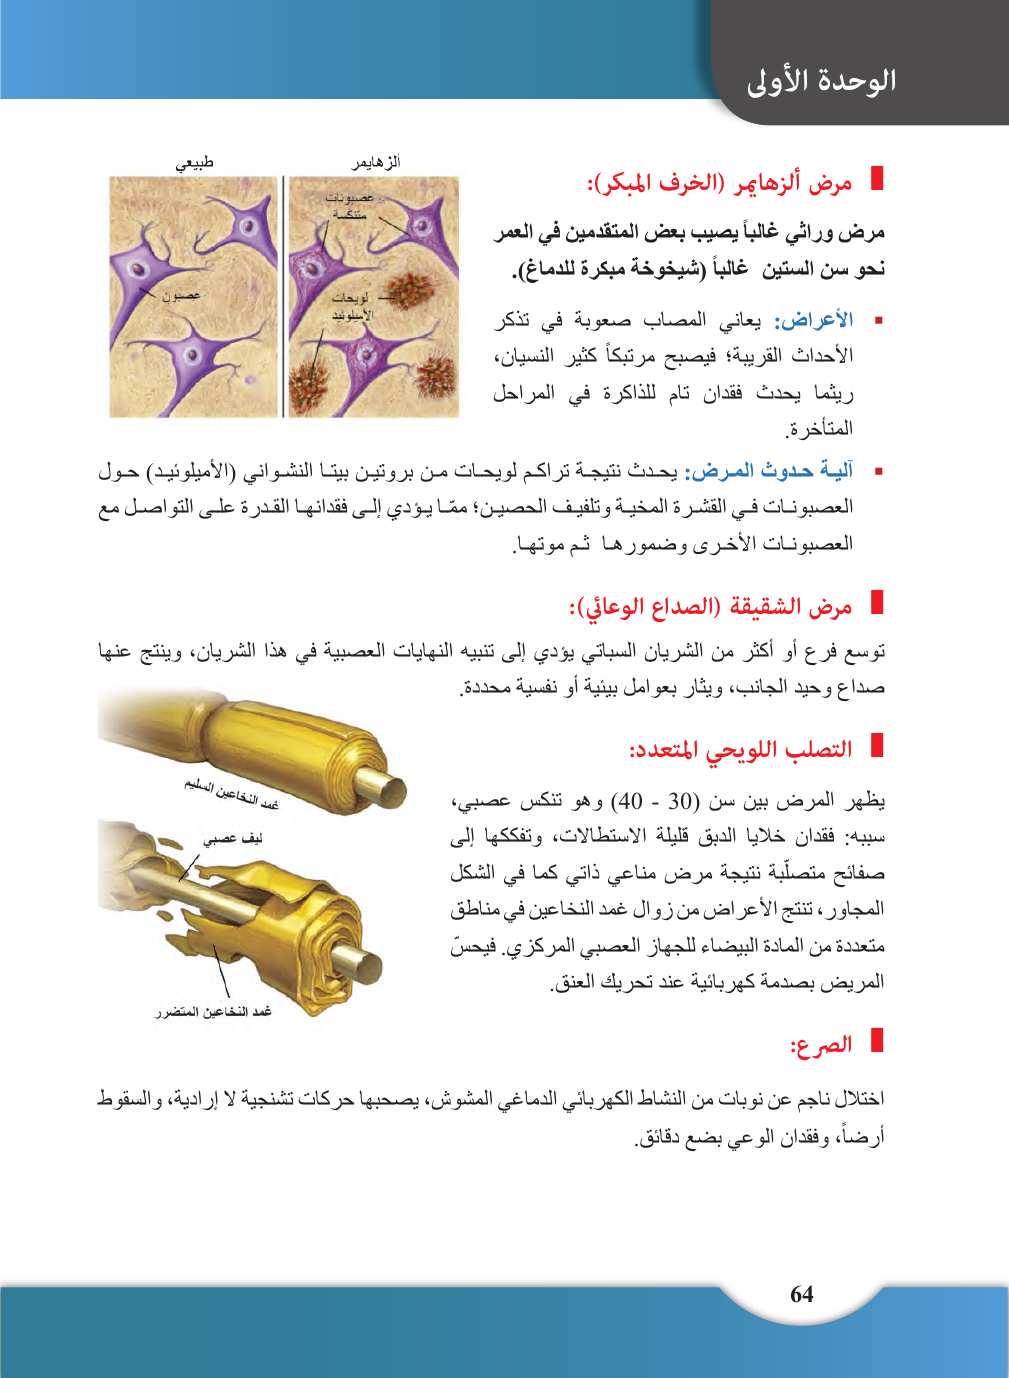 الوحدة الأولى
مرض ألزهايمر (الخرف المبكر):
مرض وراثي غالباً يصيب بعض المتقدمين في العمر
نحو سن الستين غالباً (شيخوخة مبكرة للدماغ).
الأعراض: يعاني المصاب صعوبة في تذكر
الأحداث القريبة؛ فيصبح مرتبكاً كثير النسيان،
ريثما يحدث فقدان تام للذاكرة في المراحل
المتأخرة.
ألزهايمر
طبيعي
عصبونات
متنكسة
لويحات
الأميلوئيد
عصبون
آلية حدوث المرض: يحدث نتيجة تراكم لويحات من بروتين بيتا النشواني (الأميلوئيد) حول
العصبونات في القشرة المخية وتلفيف الحصين؛ ممّا يؤدي إلى فقدانها القدرة على التواصل مع
العصبونات الأخرى وضمورها ثم موتها.
مرض الشقيقة (الصداع الوعائي):
توسع فرع أو أكثر من الشريان السباتي يؤدي إلى تنبيه النهايات العصبية في هذا الشريان، وينتج عنها
صداع وحيد الجانب، ويثار بعوامل بيئية أو نفسية محددة.
التصلب اللويحي المتعدد:
يظهر المرض بين سن (30 - 40) وهو تنكس عصبي،
سببه: فقدان خلايا الدبق قليلة الاستطالات، وتفككها إلى
صفائح متصلّبة نتيجة مرض مناعي ذاتي كما في الشكل
المجاور، تنتج الأعراض من زوال غمد النخاعين في مناطق
متعددة من المادة البيضاء للجهاز العصبي المركزي. فيحسّ
المريض بصدمة كهربائية عند تحريك العنق.
غمد النخاعين السليم
ليف عصبي
غمد النخاعين المتضرر
الصرع:
اختلال ناجم عن نوبات من النشاط الكهربائي الدماغي المشوش، يصحبها حركات تشنجية لا إرادية، والسقوط
أرضاً، وفقدان الوعي بضع دقائق.
64